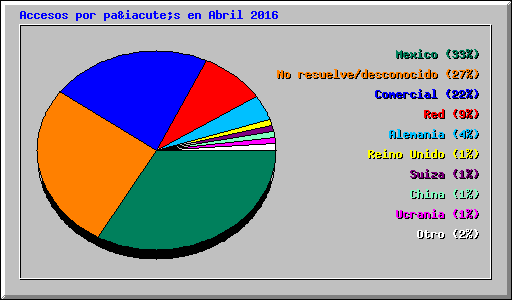 Accesos por pa&iacute;s en Abril 2016
Mexico (33%)
No resuelve/desconocido (27%)
Comercial (22%)
Red (9%)
Alemania (4%)
Reino Unido (1%)
Suiza (1%)
China (1%)
Ucrania (1%)
Otro (2%)